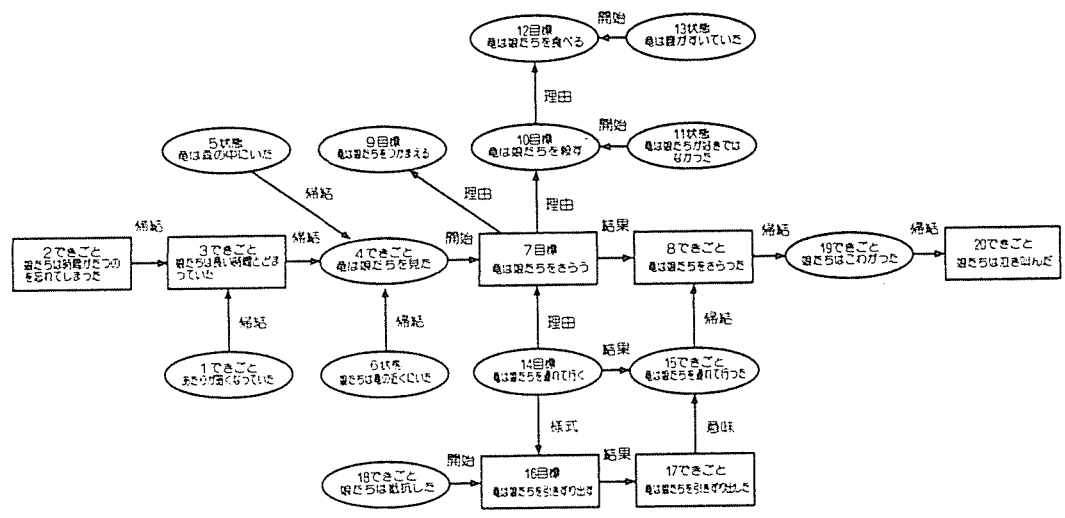 12目標
竜は娘たちを食べる
開始
13状態
竜は腹がすいていた
理由
5状態
竜は森の中にいた
9目標
竜は娘たちをつかまえる
10目標
竜は娘たちを殺す
開始
11状態
竜は娘たちが好きでは
なかった
帰結
理由
理由
帰結
2できごと
娘たちは時間がたつの
を忘れてしまった
3できごと
娘たちは長い時間とどま
っていた
帰結
4できごと
竜は娘たちを見た
開始
7目標
竜は娘たちをさらう
結果
8できごと
竜は娘たちをさらった
帰結
19できごと
娘たちはこわがった
帰結
20できごと
娘たちは泣き叫んだ
帰結
帰結
理由
帰結
1できごと
あたりが暗くなっていた
6状態
娘たちは竜の近くにいた
14目標
竜は娘たちを連れて行く
結果
15できごと
竜は娘たちを連れて行った
様式
意味
18できごと
娘たちは抵抗した
開始
16目標
竜は娘たちを引きずり出す
結果
17できごと
竜は娘たちを引きずり出した